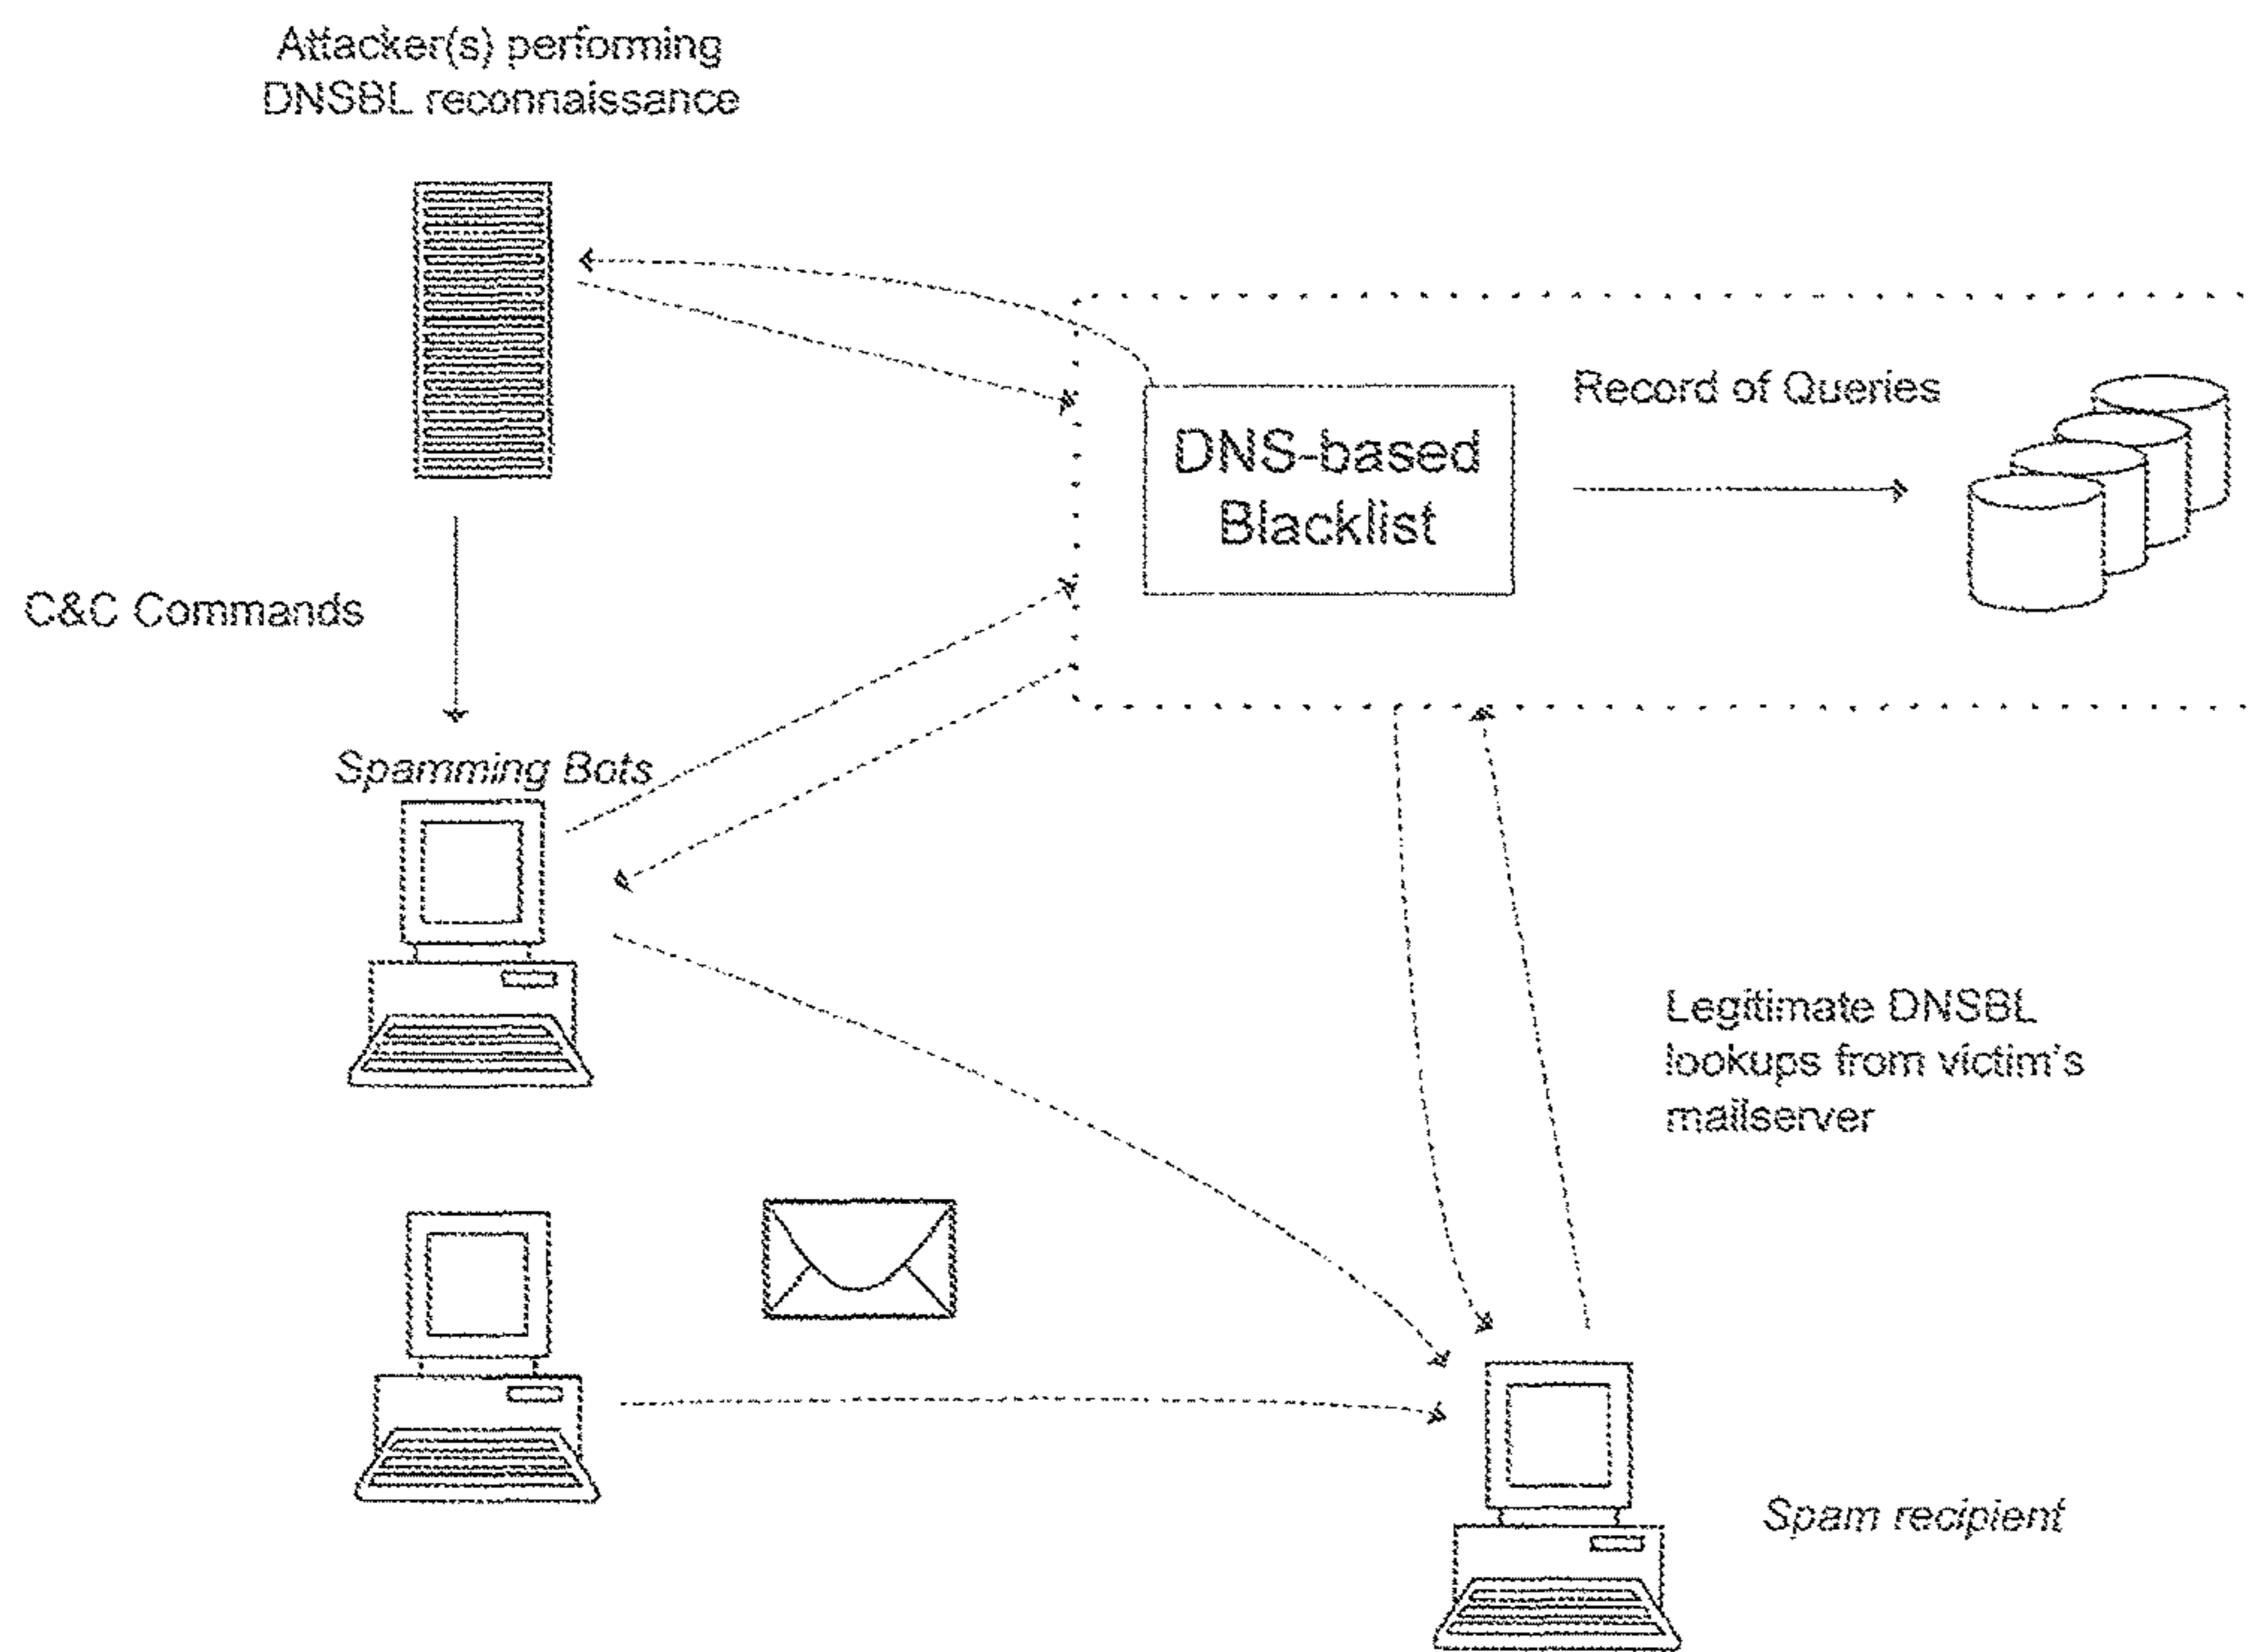 Attacker(s) performing
DNSBL reconnaissance
Record of Queries
DNS-based
Blacklist
C&C Commands
Spamming Bots
Legitimate DNSBL
lookups from victim's
mailserver
Spam recipient